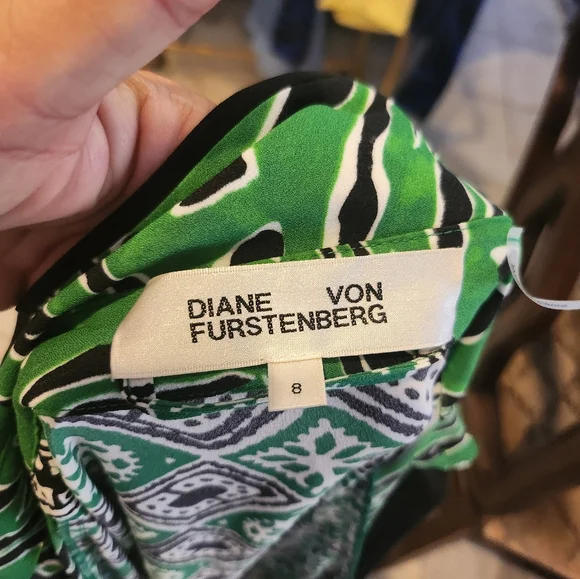 DIANE VON
FURSTENBERG
8